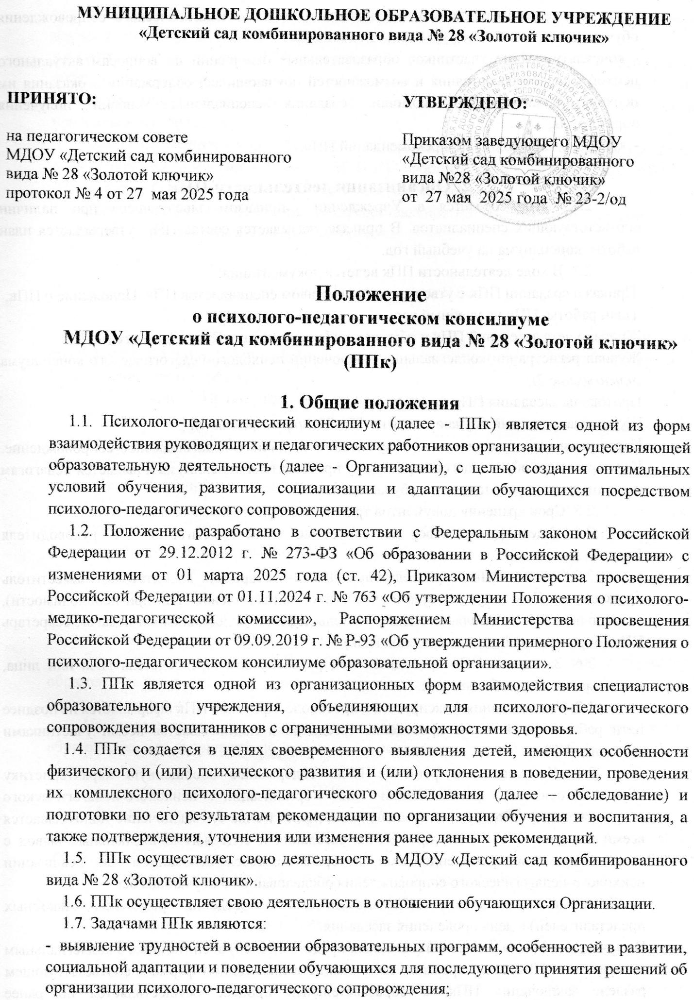 МУНИЦИПАЛЬНОЕ ДОШКОЛЬНОЕ ОБРАЗОВАТЕЛЬНОЕ УЧРЕЖДЕНИЕ
«Детский сад комбинированного вида № 28 «Золотой ключик»
ПРИНЯТО:
на педагогическом совете
МДОУ «Детский сад комбинированного
вида № 28 «Золотой ключик»
протокол № 4 от 27 мая 2025 года
УТВЕРЖДЕНО:
Приказом заведующего МДОУ
«Детский сад комбинированного
вида №28 «Золотой ключик»
от 27 мая 2025 года № 23-2/од
Положение
о психолого-педагогическом консилиуме
МДОУ «Детский сад комбинированного вида № 28 «Золотой ключик»
(ППк)
1. Общие положения
1.1. Психолого-педагогический консилиум (далее - ППк) является одной из форм
взаимодействия руководящих и педагогических работников организации, осуществляющей
образовательную деятельность (далее - Организации), с целью создания оптимальных
условий обучения, развития, социализации и адаптации обучающихся посредством
психолого-педагогического сопровождения.
1.2. Положение разработано в соответствии с Федеральным законом Российской
Федерации от 29.12.2012 г. № 273-ФЗ «Об образовании в Российской Федерации» с
изменениями от 01 марта 2025 года (ст. 42), Приказом Министерства просвещения
Российской Федерации от 01.11.2024 г. № 763 «Об утверждении Положения о психолого-
медико-педагогической комиссии», Распоряжением Министерства просвещения
Российской Федерации от 09.09.2019 г. № Р-93 «Об утверждении примерного Положения о
психолого-педагогическом консилиуме образовательной организации».
1.3. ППк является одной из организационных форм взаимодействия специалистов
образовательного учреждения, объединяющих для психолого-педагогического
сопровождения воспитанников с ограниченными возможностями здоровья.
1.4. ППк создается в целях своевременного выявления детей, имеющих особенности
физического и (или) психического развития и (или) отклонения в поведении, проведения
их комплексного психолого-педагогического обследования (далее – обследование) и
подготовки по его результатам рекомендации по организации обучения и воспитания, а
также подтверждения, уточнения или изменения ранее данных рекомендаций.
1.5. ППк осуществляет свою деятельность в МДОУ «Детский сад комбинированного
вида № 28 «Золотой ключик».
1.6. ППк осуществляет свою деятельность в отношении обучающихся Организации.
1.7. Задачами ППк являются:
- выявление трудностей в освоении образовательных программ, особенностей в развитии,
социальной адаптации и поведении обучающихся для последующего принятия решений об
организации психолого-педагогического сопровождения;